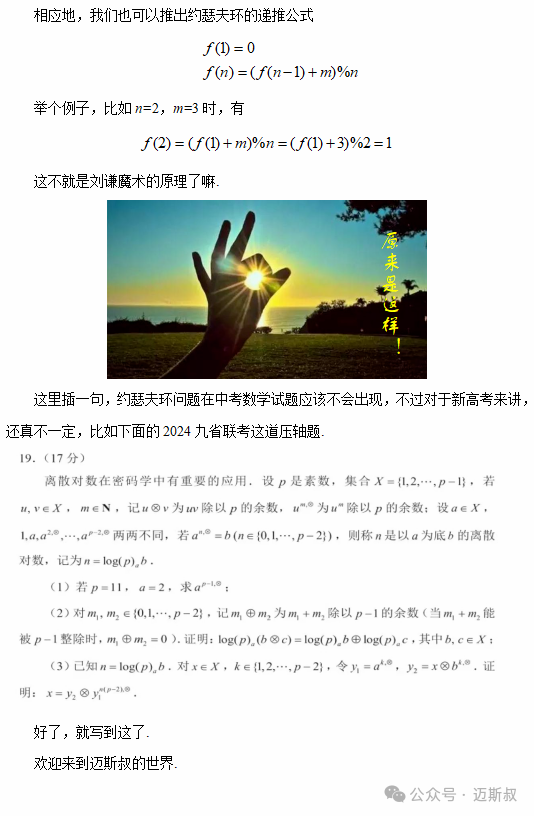 相应地，我们也可以推出约瑟夫环的递推公式
f(1) = 0
f(n) = (f(n−1) + m)%n
举个例子，比如 n=2，m=3 时，有
f(2) = (f(1) + m)%n = (f(1) + 3)%2 = 1
这不就是刘谦魔术的原理了嘛.
原来是这样！
这里插一句，约瑟夫环问题在中考数学试题应该不会出现，不过对于新高考来讲，
还真不一定，比如下面的 2024 九省联考这道压轴题.
19.（17 分）
离散对数在密码学中有重要的应用．设 p 是素数，集合 X = {1,2,⋯,p−1}，若
u, v ∈ X，m ∈ N，记 u ⊗ v 为 uv 除以 p 的余数，u^{m,⊗} 为 u^m 除以 p 的余数；设 a ∈ X，
1, a, a^{2,⊗}, ⋯, a^{p−2,⊗} 两两不同，若 a^{n,⊗} = b (n ∈ {0,1,⋯,p−2})，则称 n 是以 a 为底 b 的离散
对数，记为 n = log(p)_a b．
（1）若 p = 11，a = 2，求 a^{p−1,⊗}；
（2）对 m₁, m₂ ∈ {0,1,⋯,p−2}，记 m₁ ⊕ m₂ 为 m₁ + m₂ 除以 p−1 的余数（当 m₁ + m₂ 能
被 p−1 整除时，m₁ ⊕ m₂ = 0）．证明：log(p)_a (b ⊗ c) = log(p)_a b ⊕ log(p)_a c，其中 b, c ∈ X；
（3）已知 n = log(p)_a b．对 x ∈ X，k ∈ {1,2,⋯,p−2}，令 y₁ = a^{k,⊗}，y₂ = x ⊗ b^{k,⊗}．证
明：x = y₂ ⊗ y₁^{n(p−2),⊗}．
好了，就写到这了.
欢迎来到迈斯叔的世界.
公众号 · 迈斯叔